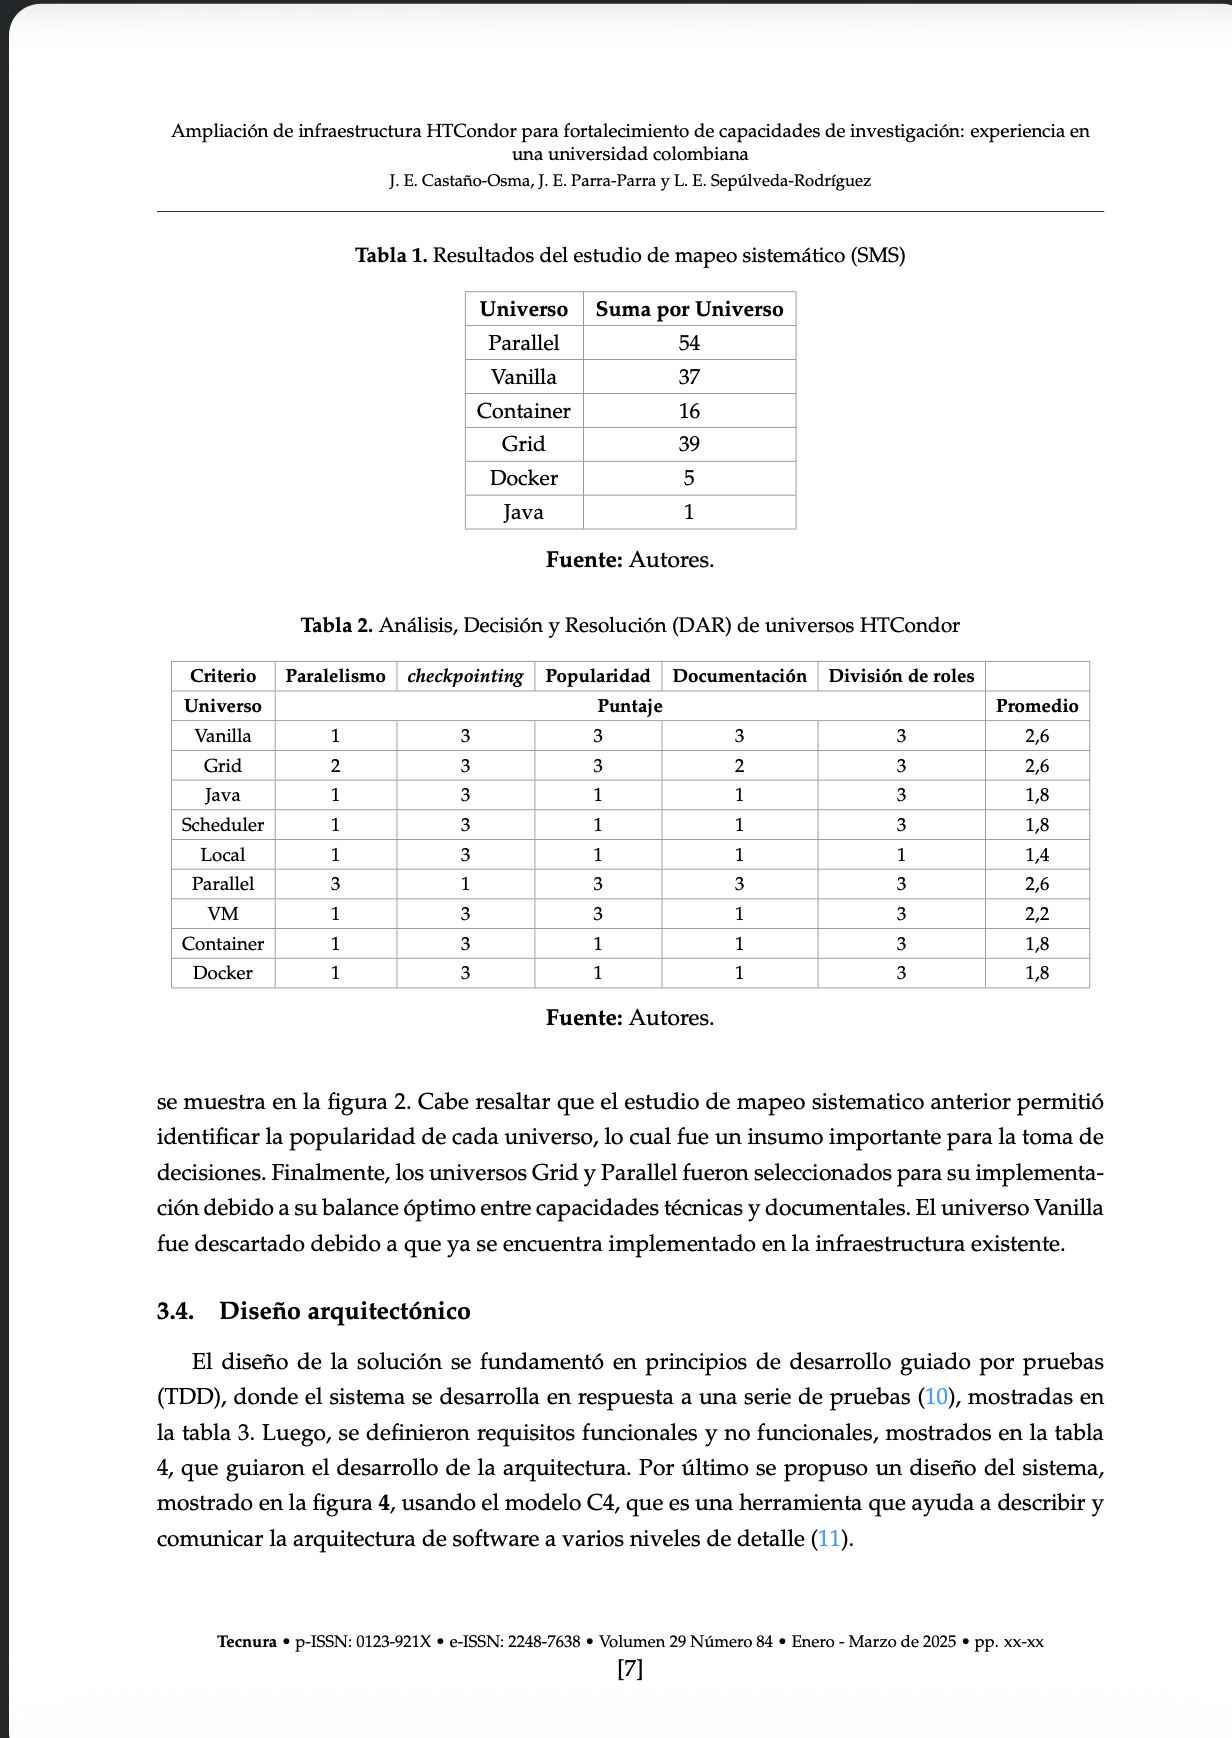 Ampliación de infraestructura HTCondor para fortalecimiento de capacidades de investigación: experiencia en
una universidad colombiana
J. E. Castaño-Osma, J. E. Parra-Parra y L. E. Sepúlveda-Rodríguez
Tabla 1. Resultados del estudio de mapeo sistemático (SMS)
Universo Suma por Universo
Parallel 54
Vanilla 37
Container 16
Grid 39
Docker 5
Java 1
Fuente: Autores.
Tabla 2. Análisis, Decisión y Resolución (DAR) de universos HTCondor
Criterio Paralelismo checkpointing Popularidad Documentación División de roles
Universo Puntaje Promedio
Vanilla 1 3 3 3 3 2,6
Grid 2 3 3 2 3 2,6
Java 1 3 1 1 3 1,8
Scheduler 1 3 1 1 3 1,8
Local 1 3 1 1 1 1,4
Parallel 3 1 3 3 3 2,6
VM 1 3 3 1 3 2,2
Container 1 3 1 1 3 1,8
Docker 1 3 1 1 3 1,8
Fuente: Autores.
se muestra en la figura 2. Cabe resaltar que el estudio de mapeo sistematico anterior permitió
identificar la popularidad de cada universo, lo cual fue un insumo importante para la toma de
decisiones. Finalmente, los universos Grid y Parallel fueron seleccionados para su implementa-
ción debido a su balance óptimo entre capacidades técnicas y documentales. El universo Vanilla
fue descartado debido a que ya se encuentra implementado en la infraestructura existente.
3.4. Diseño arquitectónico
El diseño de la solución se fundamentó en principios de desarrollo guiado por pruebas
(TDD), donde el sistema se desarrolla en respuesta a una serie de pruebas (10), mostradas en
la tabla 3. Luego, se definieron requisitos funcionales y no funcionales, mostrados en la tabla
4, que guiaron el desarrollo de la arquitectura. Por último se propuso un diseño del sistema,
mostrado en la figura 4, usando el modelo C4, que es una herramienta que ayuda a describir y
comunicar la arquitectura de software a varios niveles de detalle (11).
Tecnura • p-ISSN: 0123-921X • e-ISSN: 2248-7638 • Volumen 29 Número 84 • Enero - Marzo de 2025 • pp. xx-xx
[7]